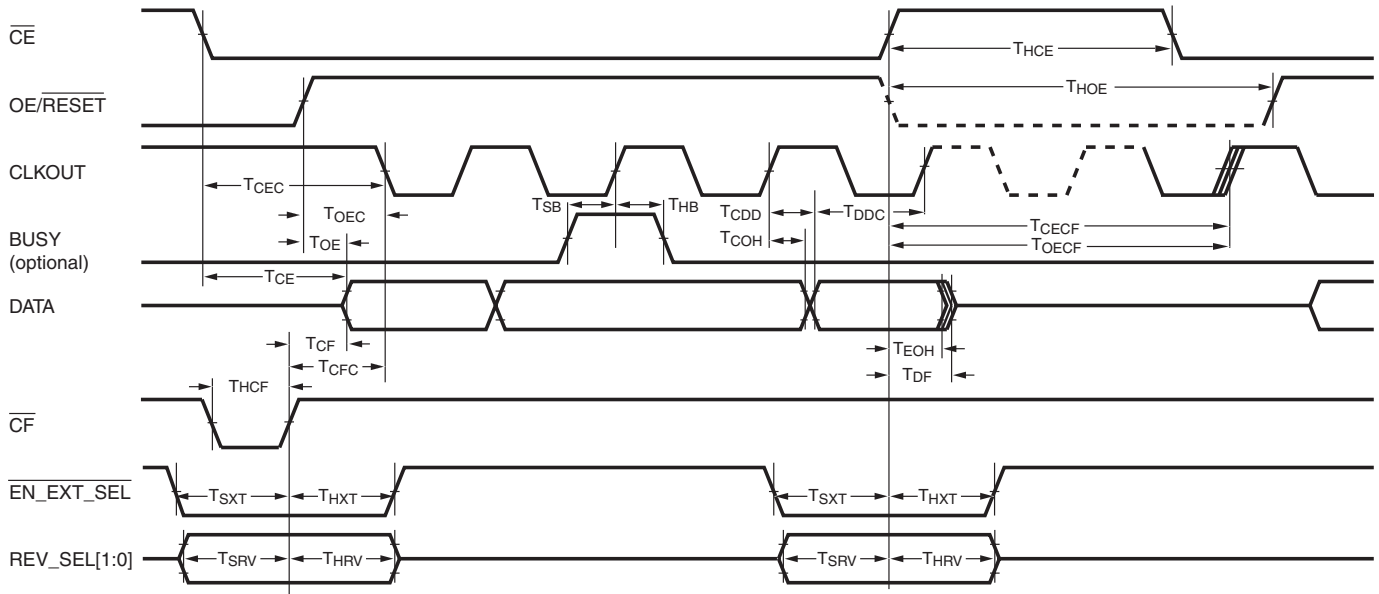 CE
THCE
OE/RESET
THOE
CLKOUT
TCEC
TSB
THB
TCDD
TDDC
TOEC
TCECF
TCOH
TOE
TOECF
BUSY
(optional)
TCE
DATA
TCF
TEOH
TCFC
TDF
THCF
CF
EN_EXT_SEL
TSXT
THXT
TSXT
THXT
REV_SEL[1:0]
TSRV
THRV
TSRV
THRV